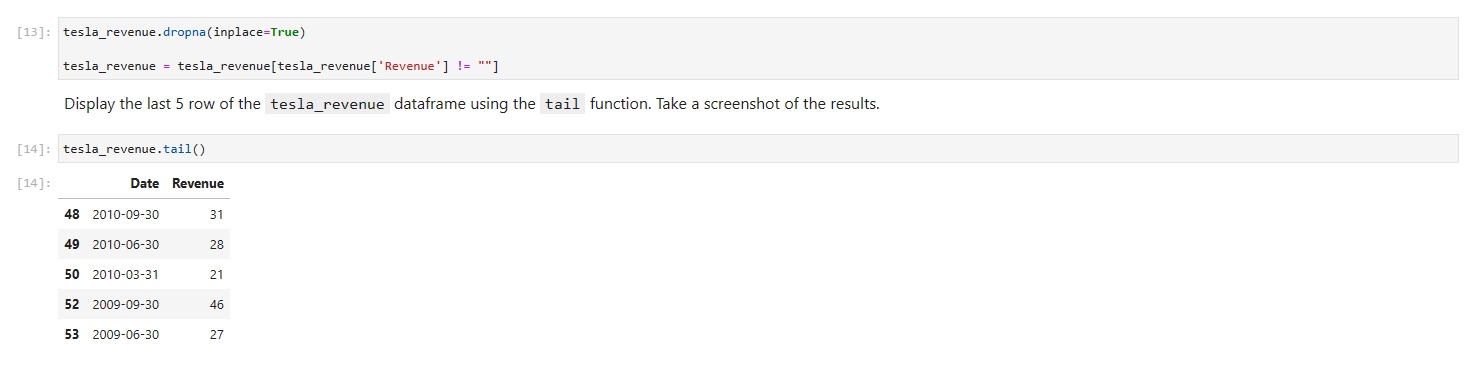 [13]: tesla_revenue.dropna(inplace=True)
tesla_revenue = tesla_revenue[tesla_revenue['Revenue'] != ""]
Display the last 5 row of the tesla_revenue dataframe using the tail function. Take a screenshot of the results.
[14]: tesla_revenue.tail()
[14]: Date Revenue
48 2010-09-30 31
49 2010-06-30 28
50 2010-03-31 21
52 2009-09-30 46
53 2009-06-30 27